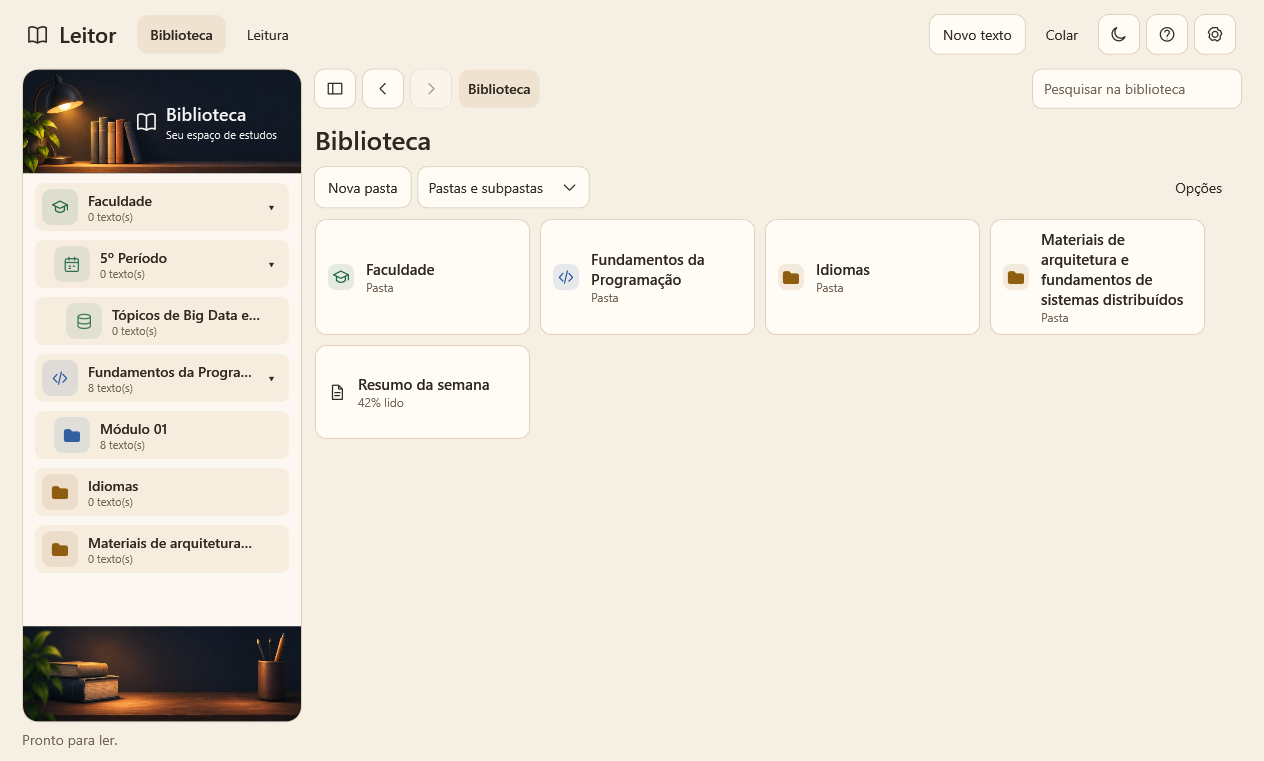 Leitor
Biblioteca
Leitura
Novo texto
Colar
Biblioteca
Seu espaço de estudos
Faculdade
0 texto(s)
5º Período
0 texto(s)
Tópicos de Big Data e...
0 texto(s)
Fundamentos da Progra...
8 texto(s)
Módulo 01
8 texto(s)
Idiomas
0 texto(s)
Materiais de arquitetura...
0 texto(s)
Biblioteca
Pesquisar na biblioteca
Biblioteca
Nova pasta
Pastas e subpastas
Opções
Faculdade
Pasta
Fundamentos da
Programação
Pasta
Idiomas
Pasta
Materiais de
arquitetura e
fundamentos de
sistemas distribuídos
Pasta
Resumo da semana
42% lido
Pronto para ler.